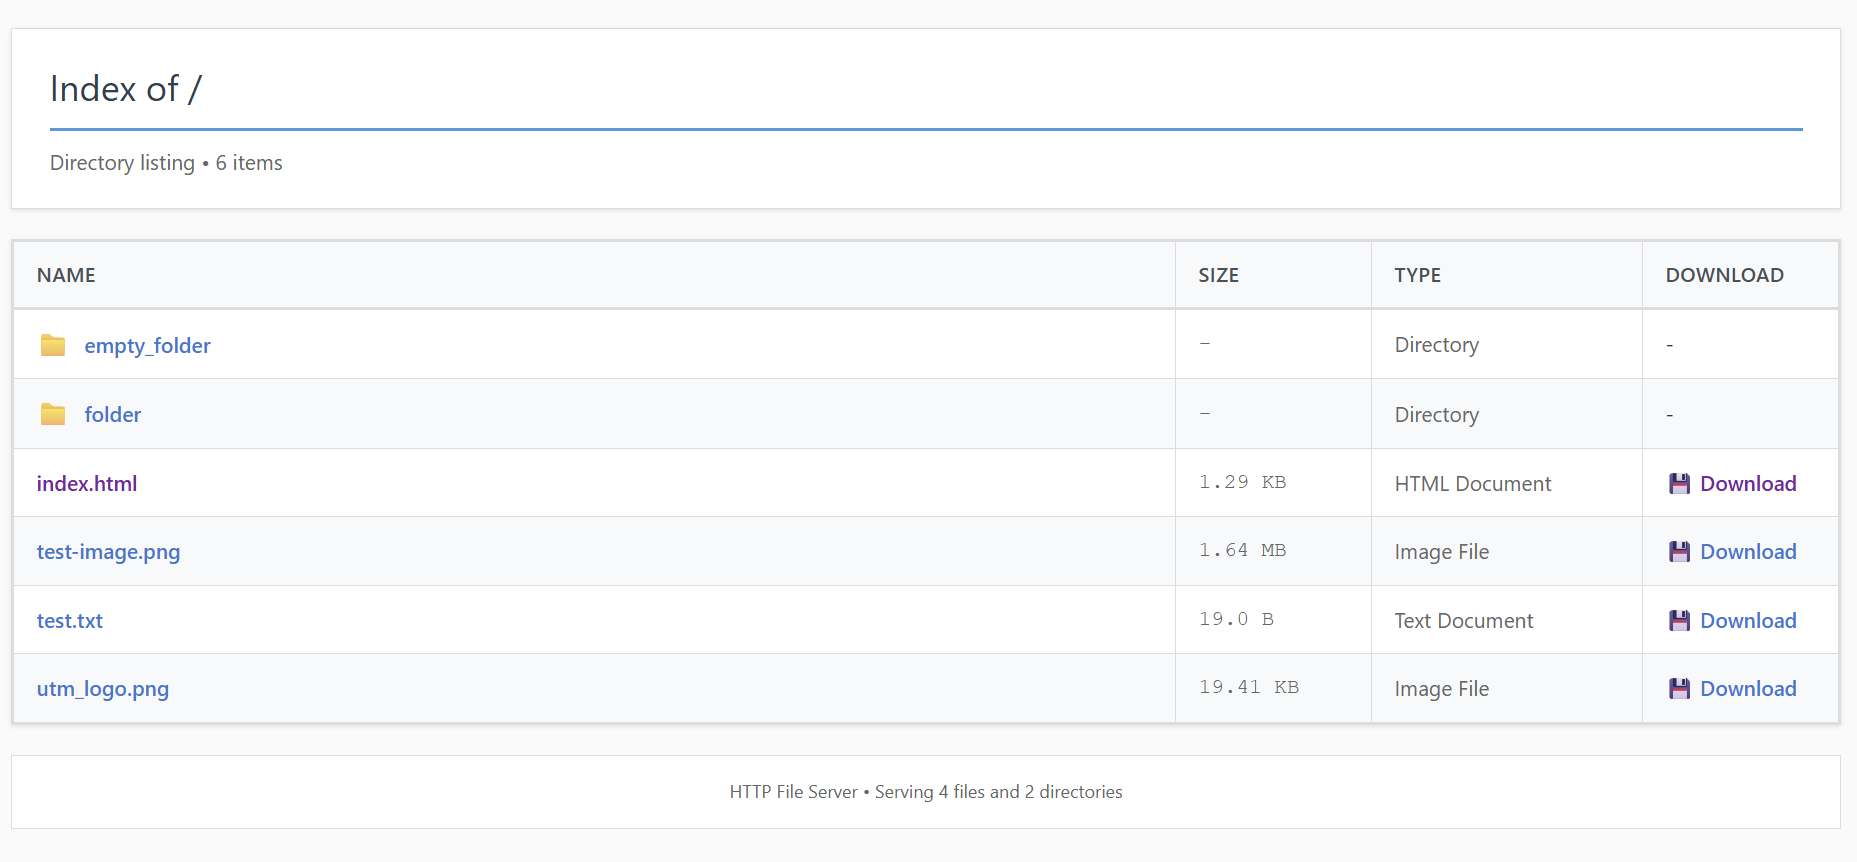 Index of /
Directory listing • 6 items
NAME SIZE TYPE DOWNLOAD
empty_folder - Directory -
folder - Directory -
index.html 1.29 KB HTML Document Download
test-image.png 1.64 MB Image File Download
test.txt 19.0 B Text Document Download
utm_logo.png 19.41 KB Image File Download
HTTP File Server • Serving 4 files and 2 directories